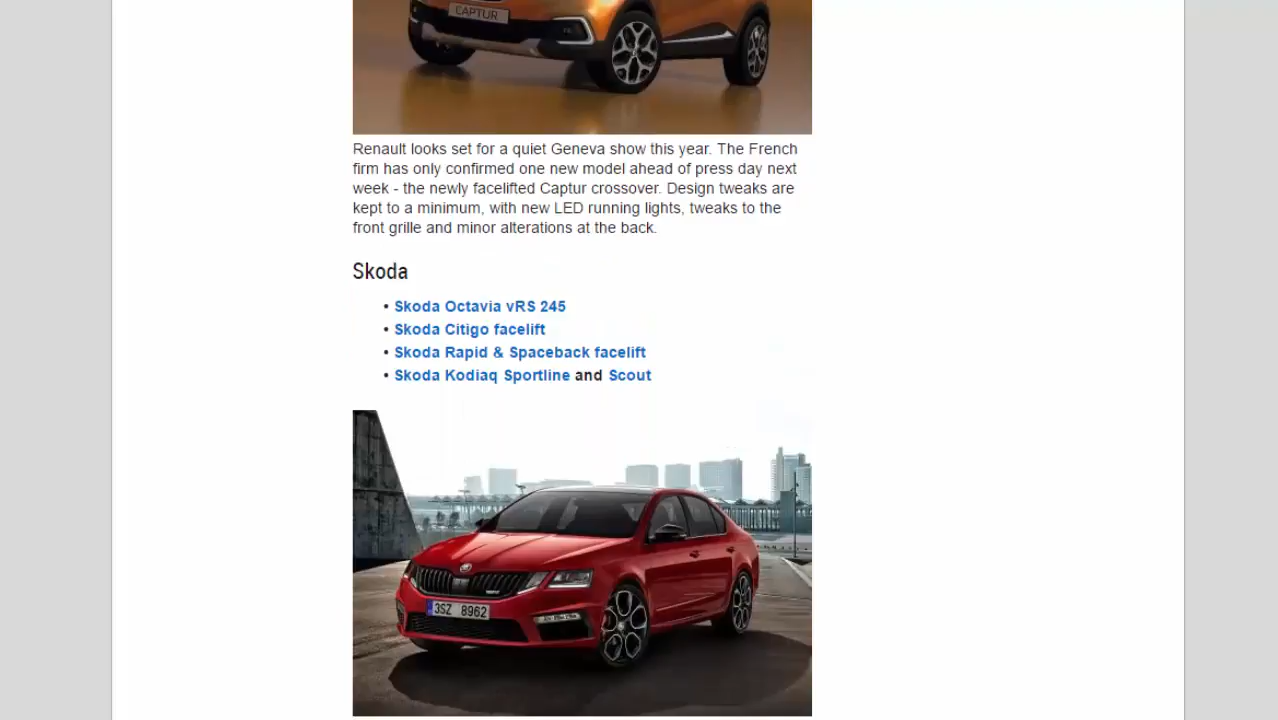 CAPTUR
Renault looks set for a quiet Geneva show this year. The French
firm has only confirmed one new model ahead of press day next
week - the newly facelifted Captur crossover. Design tweaks are
kept to a minimum, with new LED running lights, tweaks to the
front grille and minor alterations at the back.
Skoda
• Skoda Octavia vRS 245
• Skoda Citigo facelift
• Skoda Rapid & Spaceback facelift
• Skoda Kodiaq Sportline and Scout
3SZ 8962